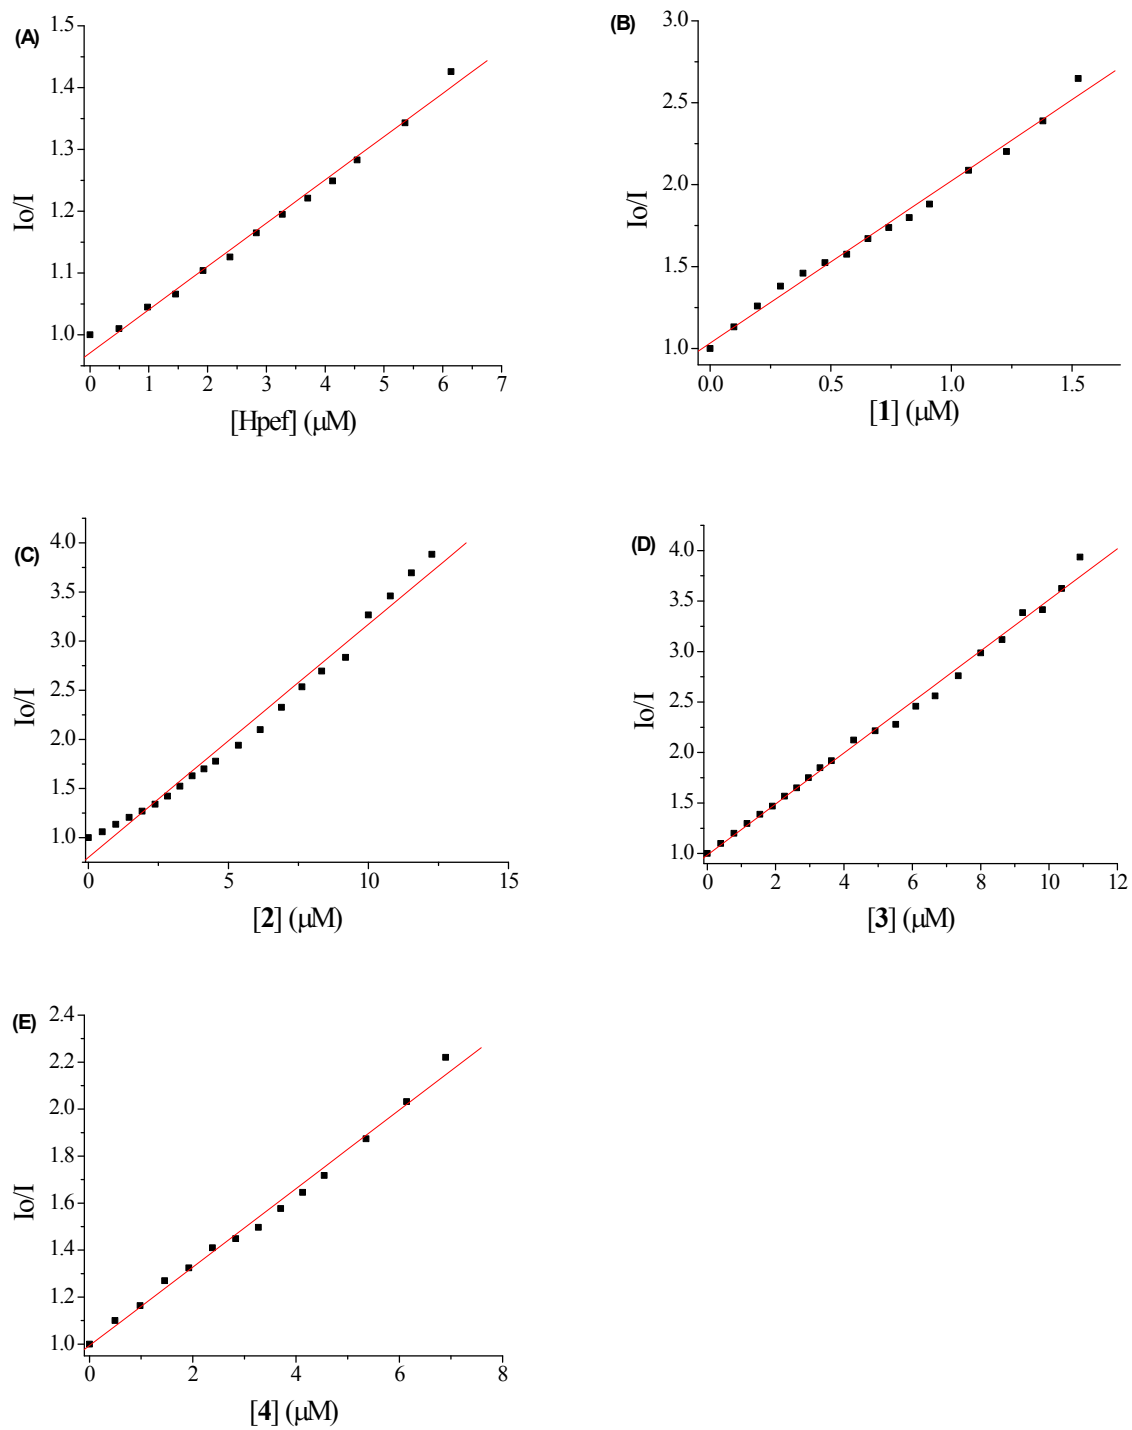 (A)
1.5
1.4
1.3
1.2
1.1
1.0
Io/I
0 1 2 3 4 5 6 7
[Hpef] (μM)
(B)
3.0
2.5
2.0
1.5
1.0
Io/I
0.0 0.5 1.0 1.5
[1] (μM)
(C)
4.0
3.5
3.0
2.5
2.0
1.5
1.0
Io/I
0 5 10 15
[2] (μM)
(D)
4.0
3.5
3.0
2.5
2.0
1.5
1.0
Io/I
0 2 4 6 8 10 12
[3] (μM)
(E)
2.4
2.2
2.0
1.8
1.6
1.4
1.2
1.0
Io/I
0 2 4 6 8
[4] (μM)